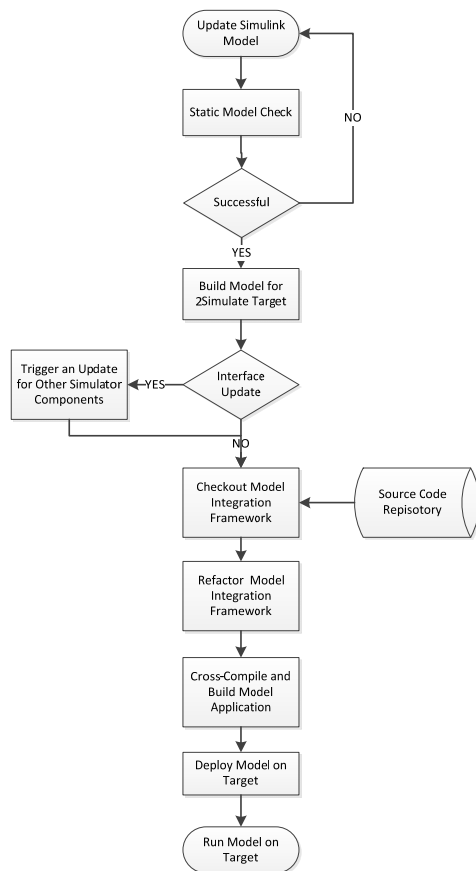 Update Simulink
Model
Static Model Check
NO
Successful
YES
Build Model for
2Simulate Target
Trigger an Update
for Other Simulator
Components
YES
Interface
Update
NO
Checkout Model
Integration
Framework
Source Code
Repisotory
Refactor Model
Integration
Framework
Cross-Compile and
Build Model
Application
Deploy Model on
Target
Run Model on
Target